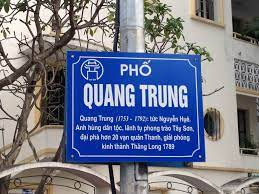 PHỐ
QUANG TRUNG
Quang Trung (1753 - 1792): tức Nguyễn Huệ.
Anh hùng dân tộc, lãnh tụ phong trào Tây Sơn,
đại phá hơn 20 vạn quân Thanh, giải phóng
kinh thành Thăng Long 1789